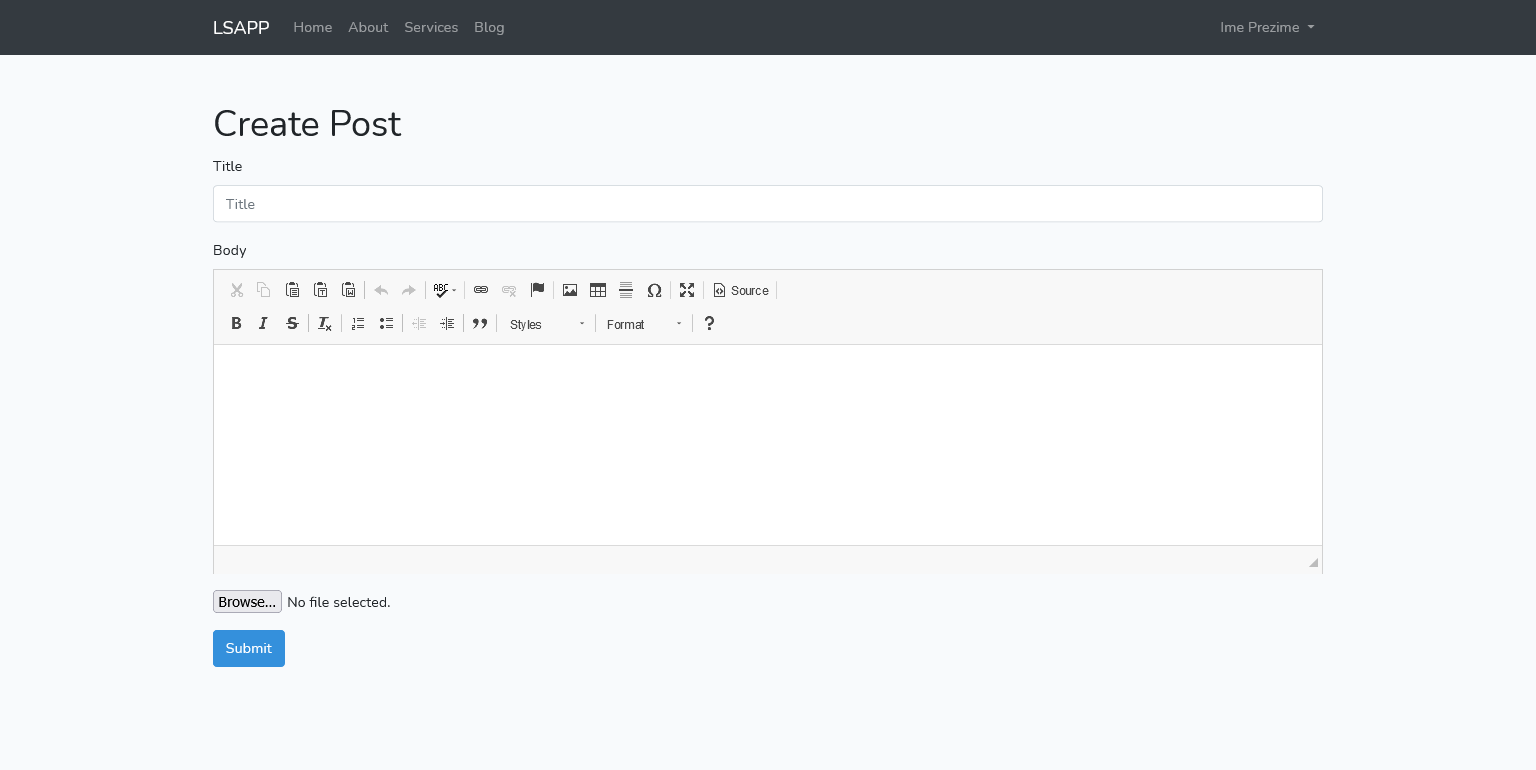 LSAPP Home About Services Blog Ime Prezime
Create Post
Title
Title
Body
ABC Source
Styles Format
Browse... No file selected.
Submit